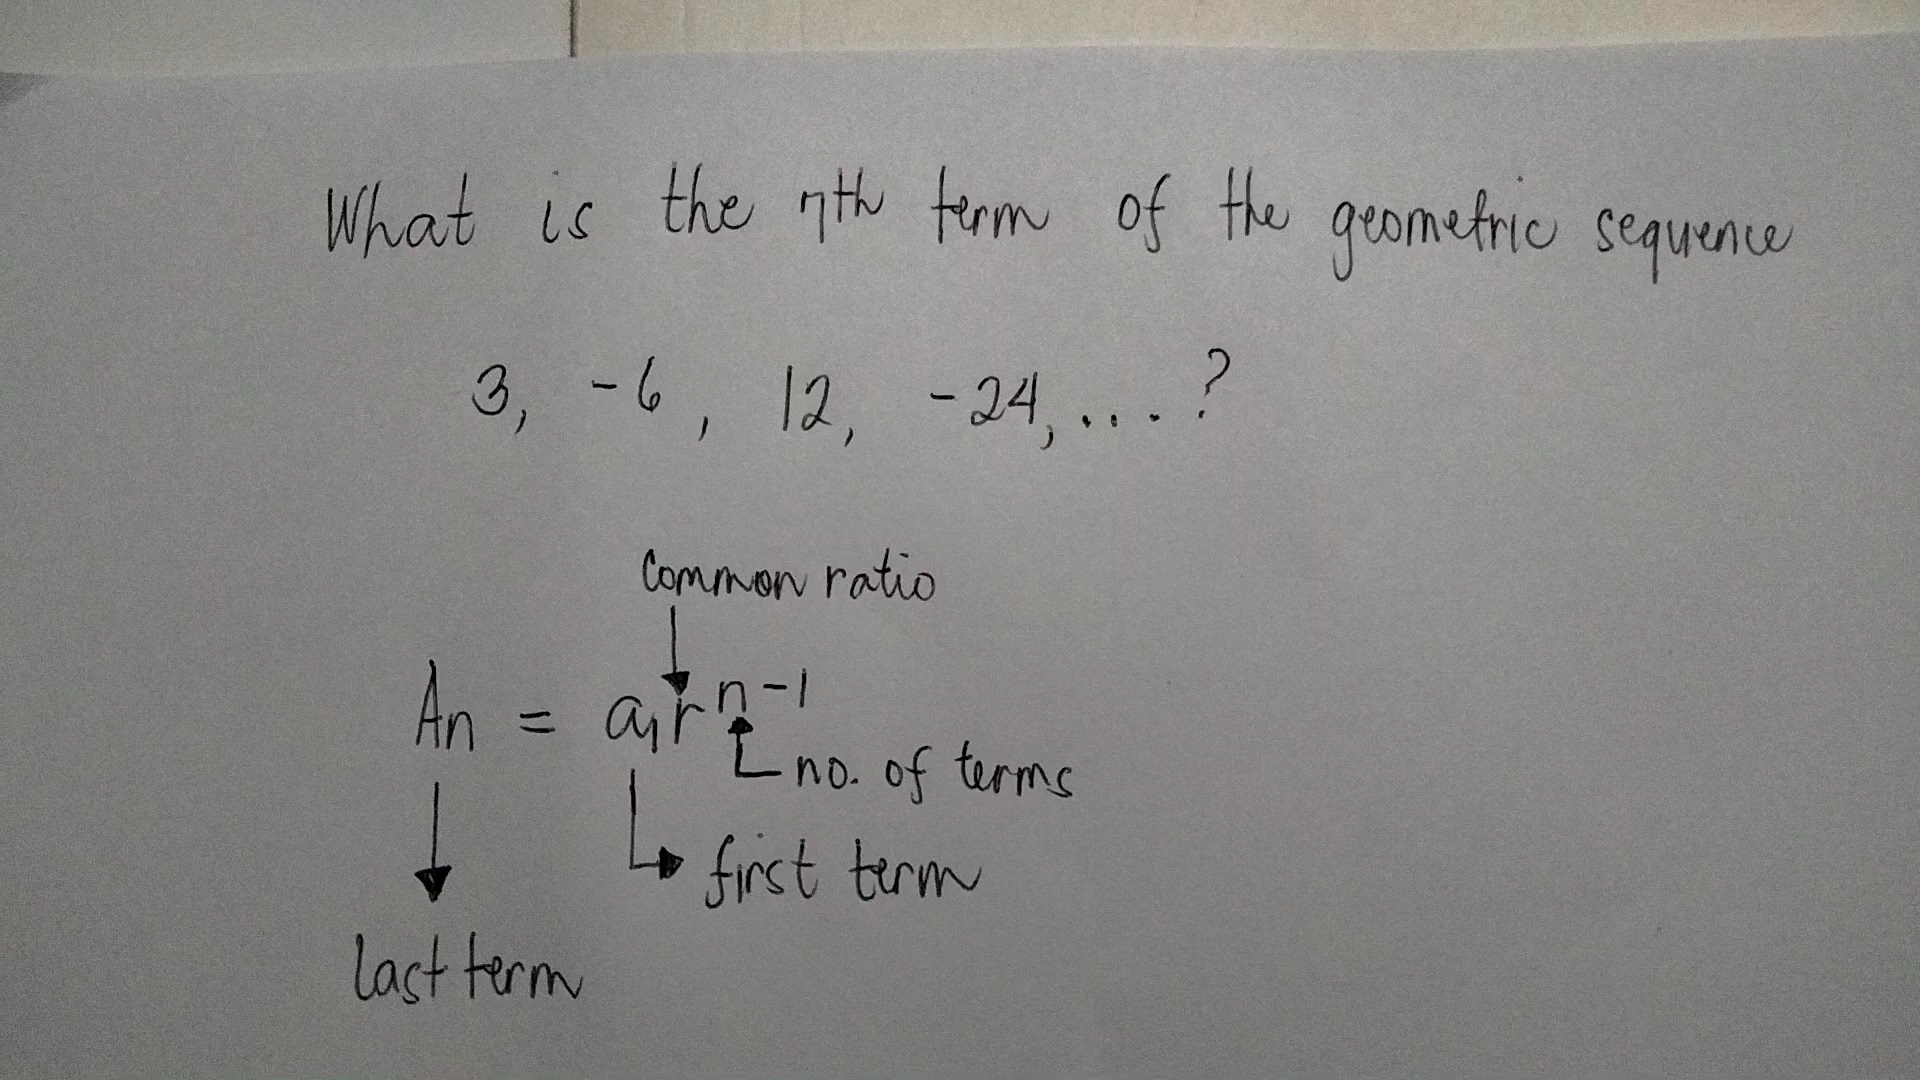 What is the 7th term of the geometric sequence
3, -6, 12, -24, ... ?
Common ratio
An = a₁rⁿ⁻¹
no. of terms
first term
last term